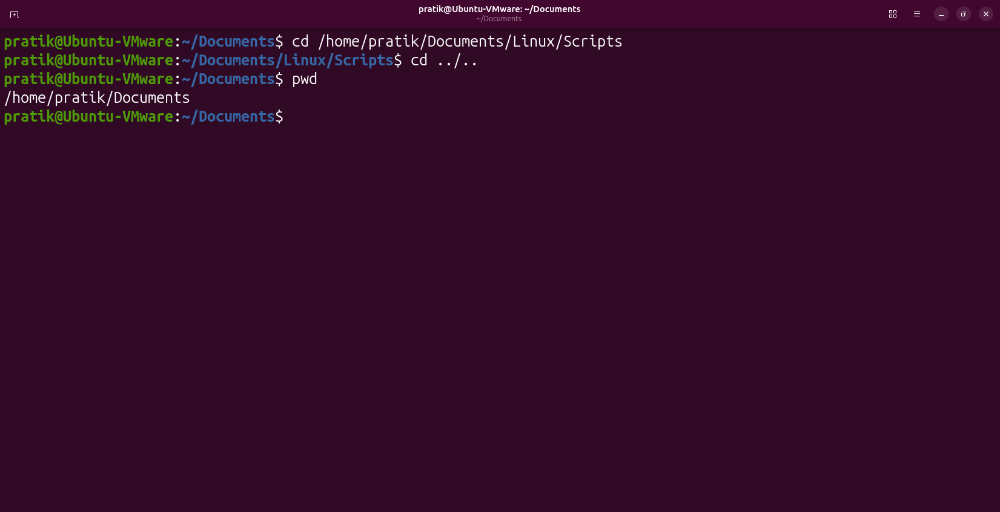 pratik@Ubuntu-VMware: ~/Documents
~/Documents
pratik@Ubuntu-VMware:~/Documents$ cd /home/pratik/Documents/Linux/Scripts
pratik@Ubuntu-VMware:~/Documents/Linux/Scripts$ cd ../..
pratik@Ubuntu-VMware:~/Documents$ pwd
/home/pratik/Documents
pratik@Ubuntu-VMware:~/Documents$